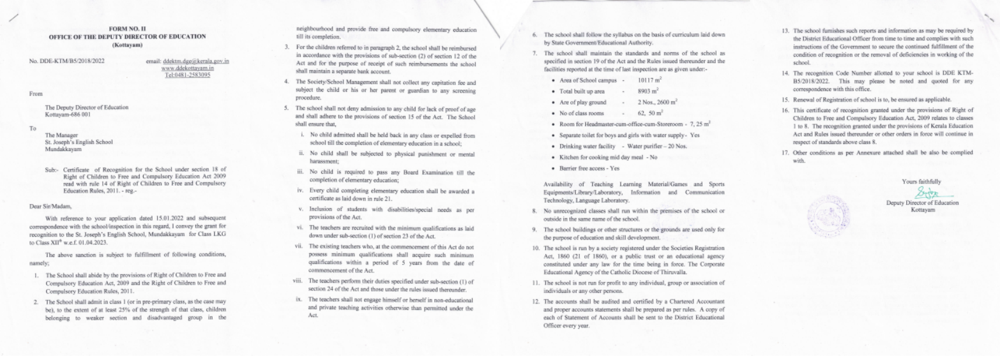 FORM NO. II
OFFICE OF THE DEPUTY DIRECTOR OF EDUCATION
(Kottayam)
No. DDE-KTM/B5/2018/2022 email: ddektm.dge@kerala.gov.in
www.ddekottayam.in
Tel:0481-2583095
From
The Deputy Director of Education
Kottayam-686 001
To
The Manager
St. Joseph's English School
Mundakkayam
Sub:- Certificate of Recognition for the School under section 18 of
Right of Children to Free and Compulsory Education Act 2009
read with rule 14 of Right of Children to Free and Compulsory
Education Rules, 2011. - reg.-
Dear Sir/Madam,
With reference to your application dated 15.01.2022 and subsequent
correspondence with the school/inspection in this regard, I convey the grant for
recognition to the St. Joseph's English School, Mundakkayam for Class LKG
to Class XIIth w.e.f. 01.04.2023.
The above sanction is subject to fulfillment of following conditions,
namely;
1. The School shall abide by the provisions of Right of Children to Free and
Compulsory Education Act, 2009 and the Right of Children to Free and
Compulsory Education Rules, 2011.
2. The School shall admit in class 1 (or in pre-primary class, as the case may
be), to the extent of at least 25% of the strength of that class, children
belonging to weaker section and disadvantaged group in the
neighbourhood and provide free and compulsory elementary education
till its completion.
3. For the children referred to in paragraph 2, the school shall be reimbursed
in accordance with the provisions of sub-section (2) of section 12 of the
Act and for the purpose of receipt of such reimbursements the school
shall maintain a separate bank account.
4. The Society/School Management shall not collect any capitation fee and
subject the child or his or her parent or guardian to any screening
procedure.
5. The school shall not deny admission to any child for lack of proof of age
and shall adhere to the provisions of section 15 of the Act. The School
shall ensure that,
i. No child admitted shall be held back in any class or expelled from
school till the completion of elementary education in a school;
ii. No child shall be subjected to physical punishment or mental
harassment;
iii. No child is required to pass any Board Examination till the
completion of elementary education;
iv. Every child completing elementary education shall be awarded a
certificate as laid down in rule 21.
v. Inclusion of students with disabilities/special needs as per
provisions of the Act.
vi. The teachers are recruited with the minimum qualifications as laid
down under sub-section (1) of section 23 of the Act.
vii. The existing teachers who, at the commencement of this Act do not
possess minimum qualifications shall acquire such minimum
qualifications within a period of 5 years from the date of
commencement of the Act.
viii. The teachers perform their duties specified under sub-section (1) of
section 24 of the Act and those under the rules issued thereunder.
ix. The teachers shall not engage himself or herself in non-educational
and private teaching activities otherwise than permitted under the
Act.
6. The school shall follow the syllabus on the basis of curriculum laid down
by State Government/Educational Authority.
7. The school shall maintain the standards and norms of the school as
specified in section 19 of the Act and the Rules issued thereunder and the
facilities reported at the time of last inspection are as given under:-
• Area of School campus - 10117 m²
• Total built up area - 8903 m²
• Are of play ground - 2 Nos., 2600 m²
• No of class rooms - 62, 50 m²
• Room for Headmaster-cum-office-cum-Storeroom - 7, 25 m²
• Separate toilet for boys and girls with water supply- Yes
• Drinking water facility - Water purifier – 20 Nos.
• Kitchen for cooking mid day meal - No
• Barrier free access - Yes
Availability of Teaching Learning Material/Games and Sports
Equipments/Library/Laboratory, Information and Communication
Technology, Language Laboratory.
8. No unrecognized classes shall run within the premises of the school or
outside in the same name of the school.
9. The school buildings or other structures or the grounds are used only for
the purpose of education and skill development.
10. The school is run by a society registered under the Societies Registration
Act, 1860 (21 of 1860), or a public trust or an educational agency
constituted under any law for the time being in force. The Corporate
Educational Agency of the Catholic Diocese of Thiruvalla.
11. The school is not run for profit to any individual, group or association of
individuals or any other persons.
12. The accounts shall be audited and certified by a Chartered Accountant
and proper accounts statements shall be prepared as per rules. A copy of
each of Statement of Accounts shall be sent to the District Educational
Officer every year.
13. The school furnishes such reports and information as may be required by
the District Educational Officer from time to time and complies with such
instructions of the Government to secure the continued fulfillment of the
condition of recognition or the removal of deficiencies in working of the
school.
14. The recognition Code Number allotted to your school is DDE KTM-
B5/2018/2022. This may please be noted and quoted for any
correspondence with this office.
15. Renewal of Registration of school is to, be ensured as applicable.
16. This certificate of recognition granted under the provisions of Right of
Children to Free and Compulsory Education Act, 2009 relates to classes
1 to 8. The recognition granted under the provisions of Kerala Education
Act and Rules issued thereunder or other orders in force will continue in
respect of standards above class 8.
17. Other conditions as per Annexure attached shall be also be complied
with.
Yours faithfully
Deputy Director of Education
Kottayam